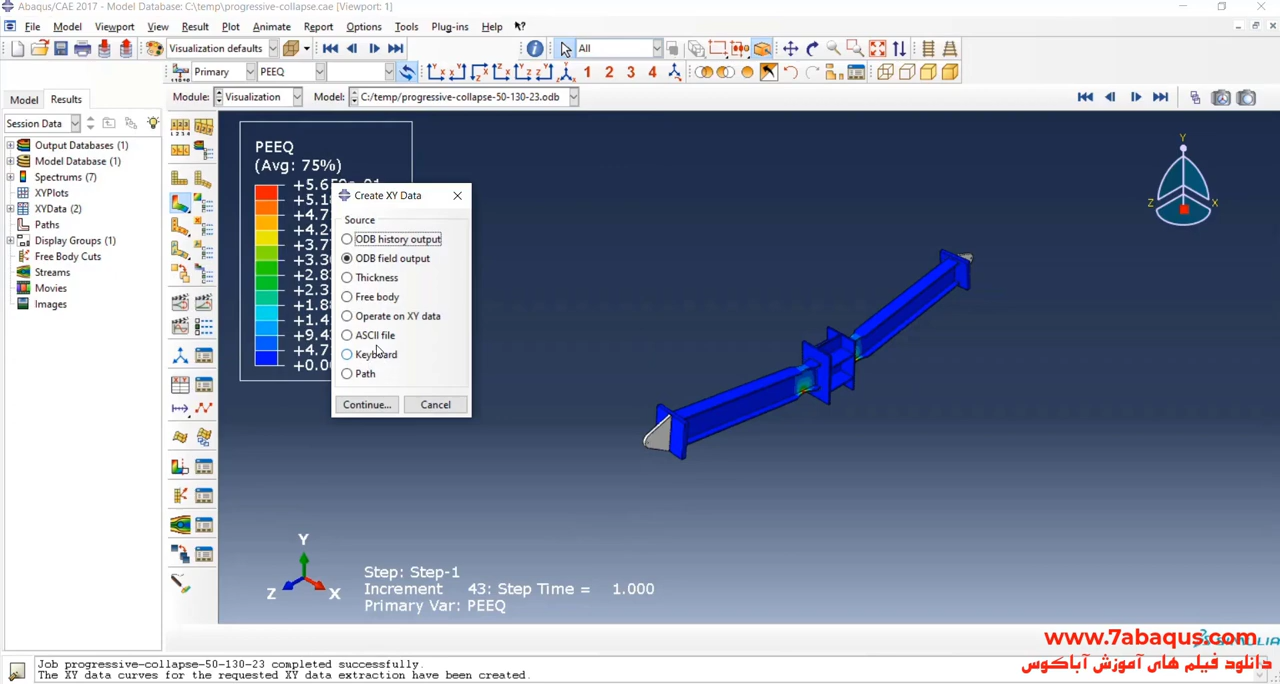 Abaqus/CAE 2017 - Model Database: C:\temp\progressive-collapse.cae [Viewport: 1]
File Model Viewport View Result Plot Animate Report Options Tools Plug-ins Help
Visualization defaults All
Primary PEEQ 1 2 3 4
Model Results Module: Visualization Model: C:/temp/progressive-collapse-50-130-23.odb
Session Data
Output Databases (1)
Model Database (1)
Spectrums (7)
XYPlots
XYData (2)
Paths
Display Groups (1)
Free Body Cuts
Streams
Movies
Images
PEEQ
(Avg: 75%)
+4.7
+4.2
+3.7
+2.8
+2.3
+1.8
+1.4
+9.4
+4.7
+0.0
Create XY Data
Source
ODB history output
ODB field output
Thickness
Free body
Operate on XY data
ASCII file
Keyboard
Path
Continue... Cancel
Y
Z X
Y
Z X
Step: Step-1
Increment 43: Step Time = 1.000
Primary Var: PEEQ
www.7abaqus.com
دانلود فیلم های آموزش آباکوس
Job progressive-collapse-50-130-23 completed successfully.
The XY data curves for the requested XY data extraction have been created.